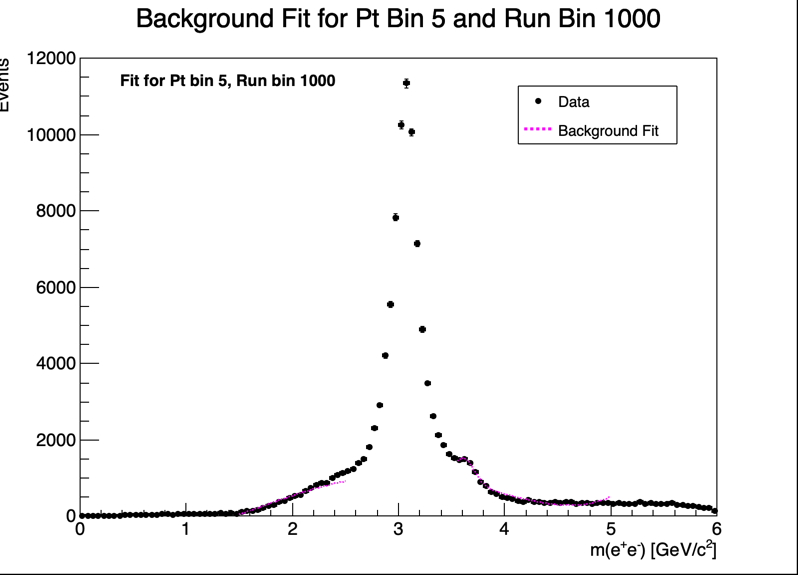 Background Fit for Pt Bin 5 and Run Bin 1000
Events
12000
10000
8000
6000
4000
2000
0
Fit for Pt bin 5, Run bin 1000
Data
Background Fit
0 1 2 3 4 5 6
m(e⁺e⁻) [GeV/c²]